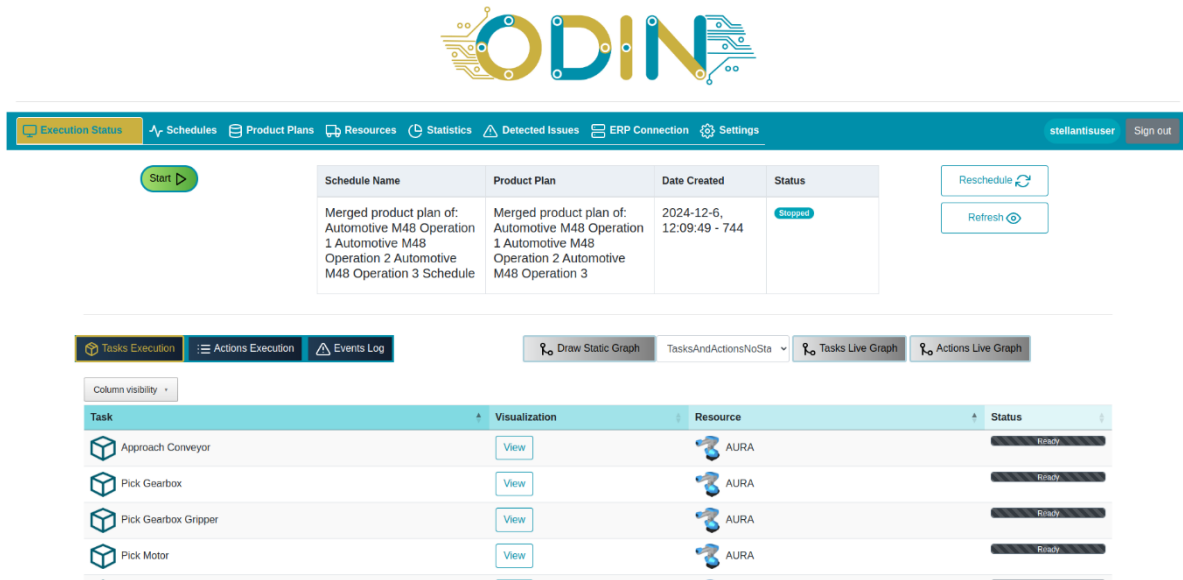 ODIN
Execution Status Schedules Product Plans Resources Statistics Detected Issues ERP Connection Settings stellantisuser Sign out
Start
Schedule Name Product Plan Date Created Status
Merged product plan of: Merged product plan of: 2024-12-6, Stopped
Automotive M48 Operation Automotive M48 Operation 12:09:49 - 744
1 Automotive M48 1 Automotive M48
Operation 2 Automotive Operation 2 Automotive
M48 Operation 3 Schedule M48 Operation 3
Reschedule
Refresh
Tasks Execution Actions Execution Events Log Draw Static Graph TasksAndActionsNoSta Tasks Live Graph Actions Live Graph
Column visibility
Task Visualization Resource Status
Approach Conveyor View AURA Ready
Pick Gearbox View AURA Ready
Pick Gearbox Gripper View AURA Ready
Pick Motor View AURA Ready